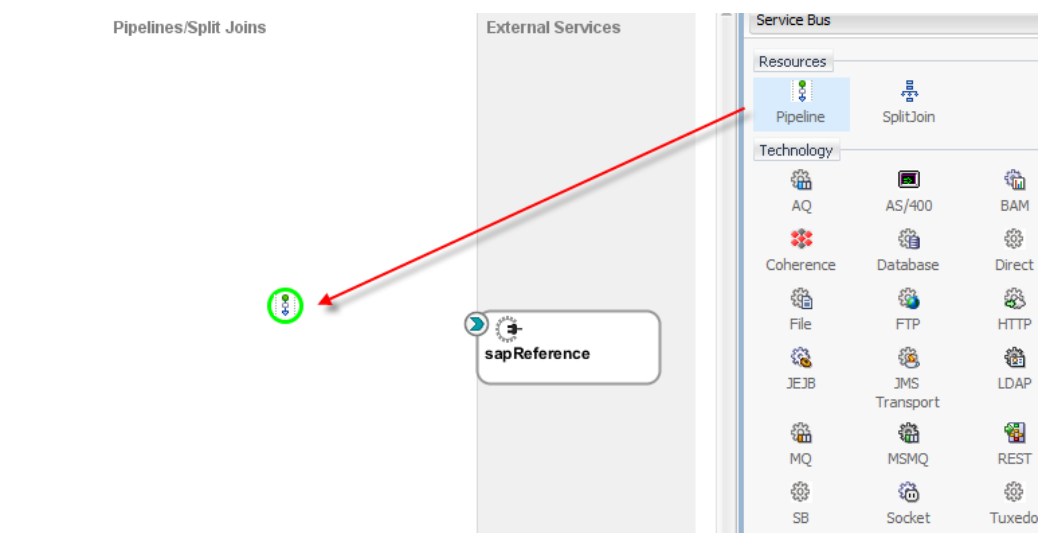 Pipelines/Split Joins
External Services
sapReference
Service Bus
Resources
Pipeline SplitJoin
Technology
AQ AS/400 BAM
Coherence Database Direct
File FTP HTTP
JEJB JMS Transport LDAP
MQ MSMQ REST
SB Socket Tuxedo